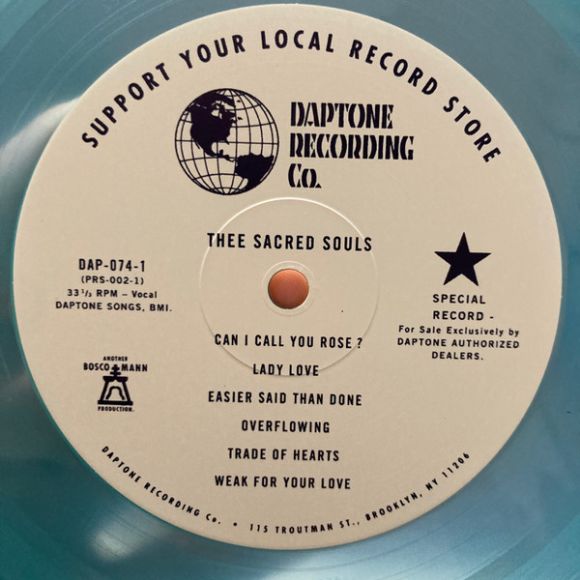 SUPPORT YOUR LOCAL RECORD STORE
DAPTONE
RECORDING
Co.
THEE SACRED SOULS
DAP-074-1
(PRS-002-1)
33 1/3 RPM – Vocal
DAPTONE SONGS, BMI.
SPECIAL
RECORD -
For Sale Exclusively by
DAPTONE AUTHORIZED
DEALERS.
CAN I CALL YOU ROSE?
LADY LOVE
EASIER SAID THAN DONE
OVERFLOWING
TRADE OF HEARTS
WEAK FOR YOUR LOVE
ANOTHER
BOSCO MANN
PRODUCTION.
DAPTONE RECORDING Co. • 115 TROUTMAN ST., BROOKLYN, NY 11206